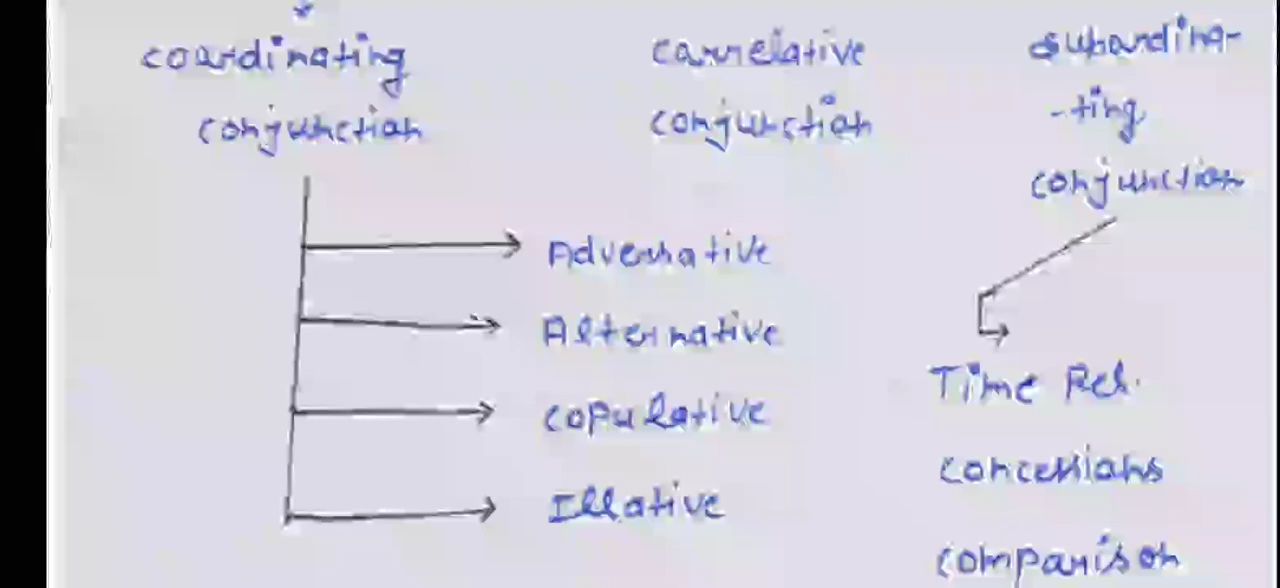 coordinating
conjunction
correlative
conjunction
subordina-
-ting
conjunction
Adversative
Alternative
copulative
Illative
Time Rel.
concessions
comparison